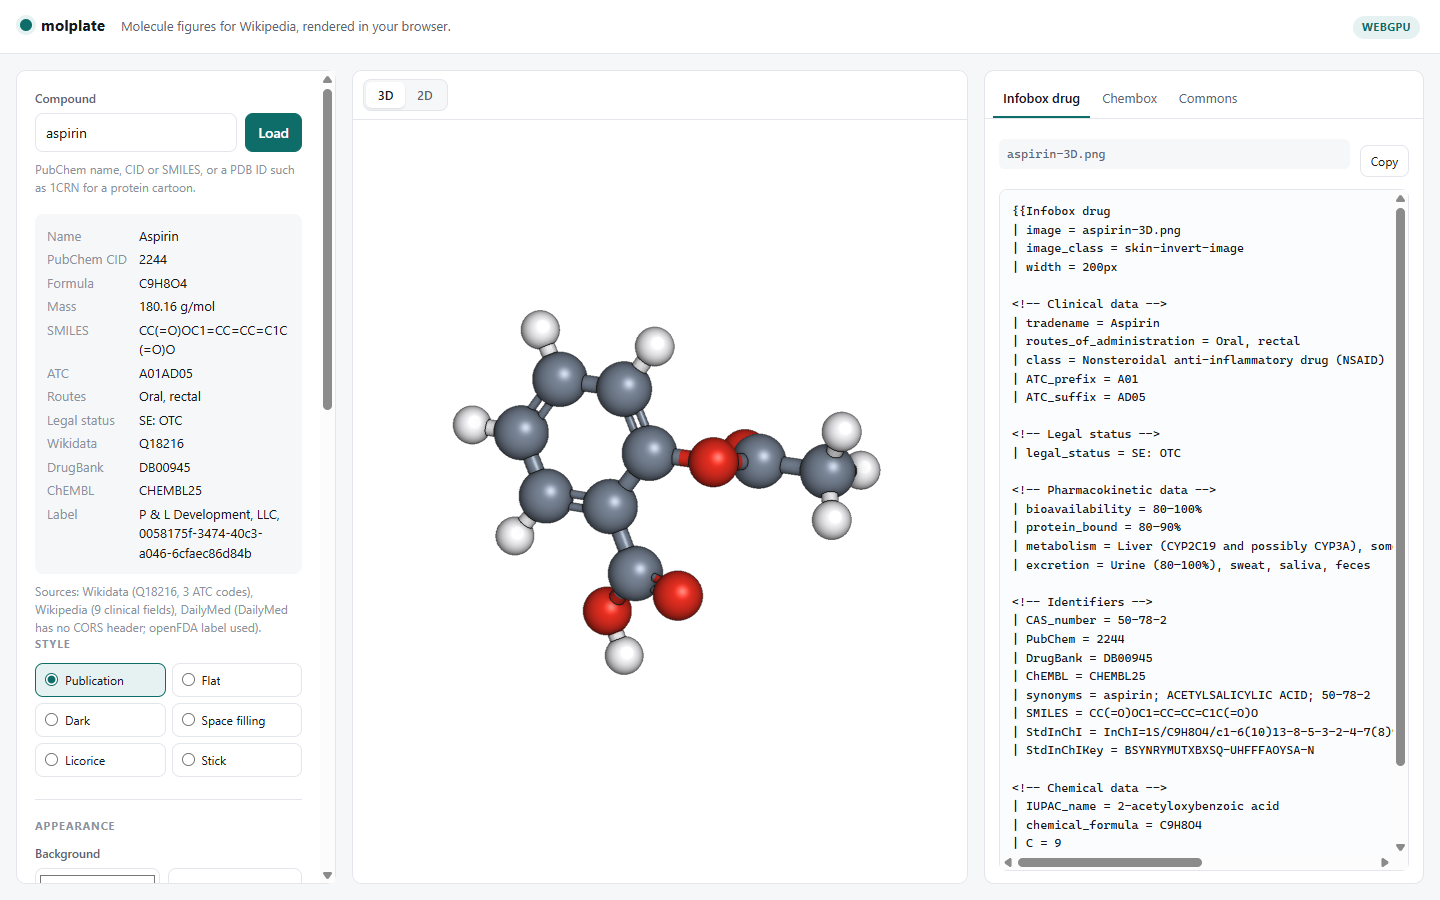 molplate
Molecule figures for Wikipedia, rendered in your browser.
WEBGPU
Compound
aspirin
Load
PubChem name, CID or SMILES, or a PDB ID such
as 1CRN for a protein cartoon.
Name Aspirin
PubChem CID 2244
Formula C9H8O4
Mass 180.16 g/mol
SMILES CC(=O)OC1=CC=CC=C1C
(=O)O
ATC A01AD05
Routes Oral, rectal
Legal status SE: OTC
Wikidata Q18216
DrugBank DB00945
ChEMBL CHEMBL25
Label P & L Development, LLC,
0058175f-3474-40c3-
a046-6cfaec86d84b
Sources: Wikidata (Q18216, 3 ATC codes),
Wikipedia (9 clinical fields), DailyMed (DailyMed
has no CORS header; openFDA label used).
STYLE
Publication
Flat
Dark
Space filling
Licorice
Stick
APPEARANCE
Background
3D
2D
Infobox drug
Chembox
Commons
aspirin-3D.png
Copy
{{Infobox drug
| image = aspirin-3D.png
| image_class = skin-invert-image
| width = 200px
<!-- Clinical data -->
| tradename = Aspirin
| routes_of_administration = Oral, rectal
| class = Nonsteroidal anti-inflammatory drug (NSAID)
| ATC_prefix = A01
| ATC_suffix = AD05
<!-- Legal status -->
| legal_status = SE: OTC
<!-- Pharmacokinetic data -->
| bioavailability = 80–100%
| protein_bound = 80–90%
| metabolism = Liver (CYP2C19 and possibly CYP3A), som
| excretion = Urine (80–100%), sweat, saliva, feces
<!-- Identifiers -->
| CAS_number = 50-78-2
| PubChem = 2244
| DrugBank = DB00945
| ChEMBL = CHEMBL25
| synonyms = aspirin; ACETYLSALICYLIC ACID; 50-78-2
| SMILES = CC(=O)OC1=CC=CC=C1C(=O)O
| StdInChI = InChI=1S/C9H8O4/c1-6(10)13-8-5-3-2-4-7(8)
| StdInChIKey = BSYNRYMUTXBXSQ-UHFFFAOYSA-N
<!-- Chemical data -->
| IUPAC_name = 2-acetyloxybenzoic acid
| chemical_formula = C9H8O4
| C = 9